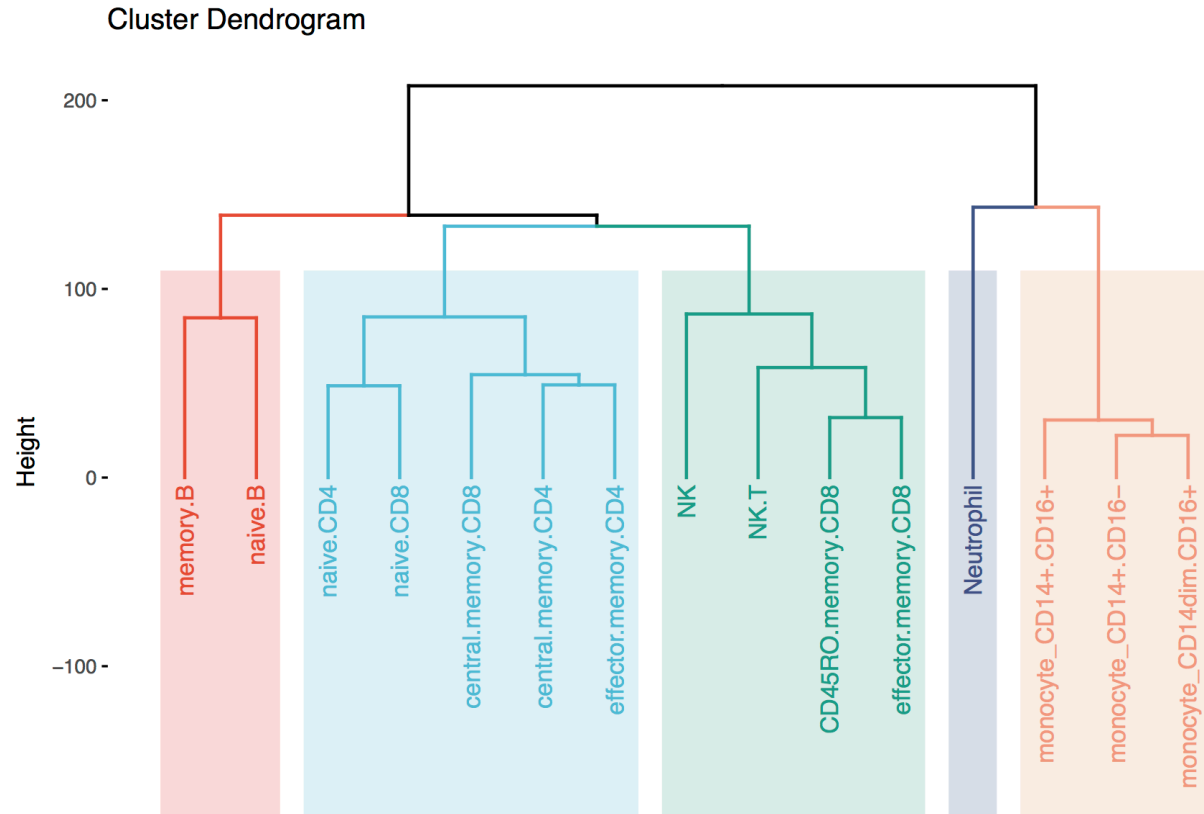 Cluster Dendrogram
200
100
0
−100
Height
memory.B
naive.B
naive.CD4
naive.CD8
central.memory.CD8
central.memory.CD4
effector.memory.CD4
NK
NK.T
CD45RO.memory.CD8
effector.memory.CD8
Neutrophil
monocyte_CD14+.CD16+
monocyte_CD14+.CD16−
monocyte_CD14dim.CD16+